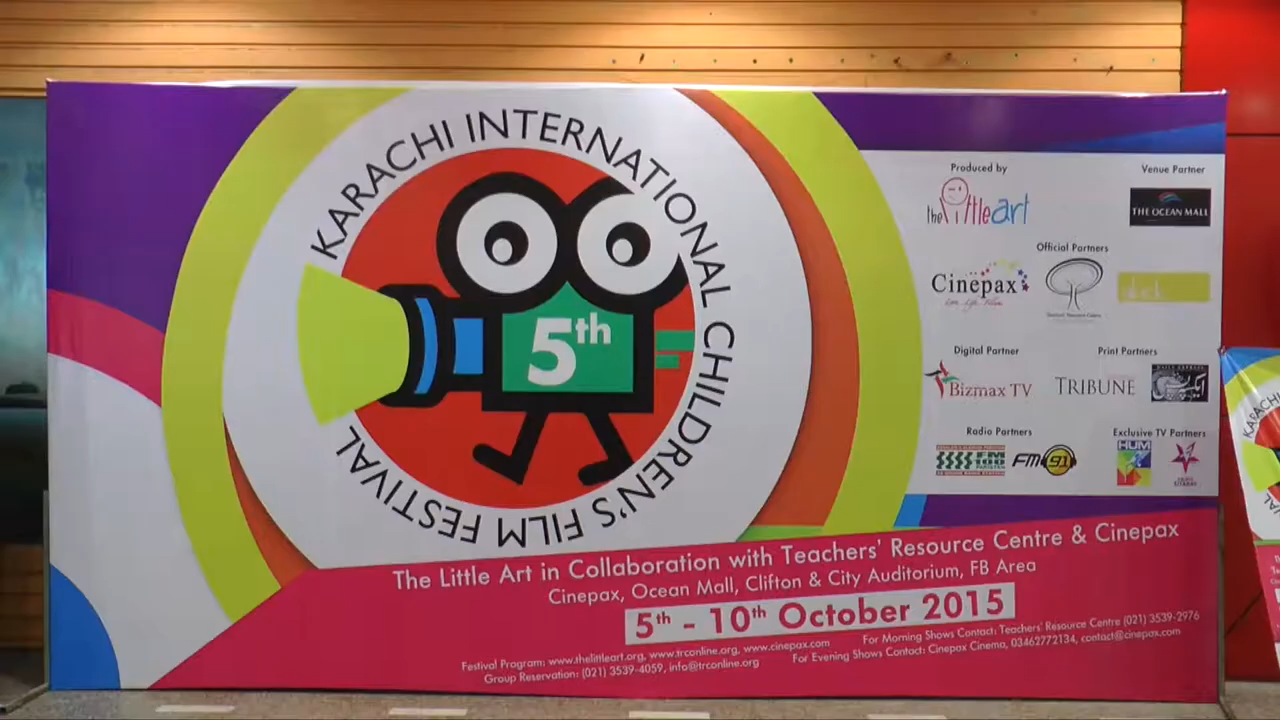 KARACHI INTERNATIONAL CHILDREN'S FILM FESTIVAL
5th
Produced by
the little art
Venue Partner
THE OCEAN MALL
Official Partners
Cinepax
Digital Partner
Bizmax TV
Print Partners
TRIBUNE
ایکسپریس
Radio Partners
FM 100
FM 91
Exclusive TV Partners
HUM
The Little Art in Collaboration with Teachers' Resource Centre & Cinepax
Cinepax, Ocean Mall, Clifton & City Auditorium, FB Area
5th - 10th October 2015
Festival Program: www.thelittleart.org, www.trconline.org, www.cinepax.com
Group Reservation: (021) 3539-4059, info@trconline.org
For Morning Shows Contact: Teachers' Resource Centre (021) 3539-2976
For Evening Shows Contact: Cinepax Cinema, 03462772134, contact@cinepax.com
KARACHI